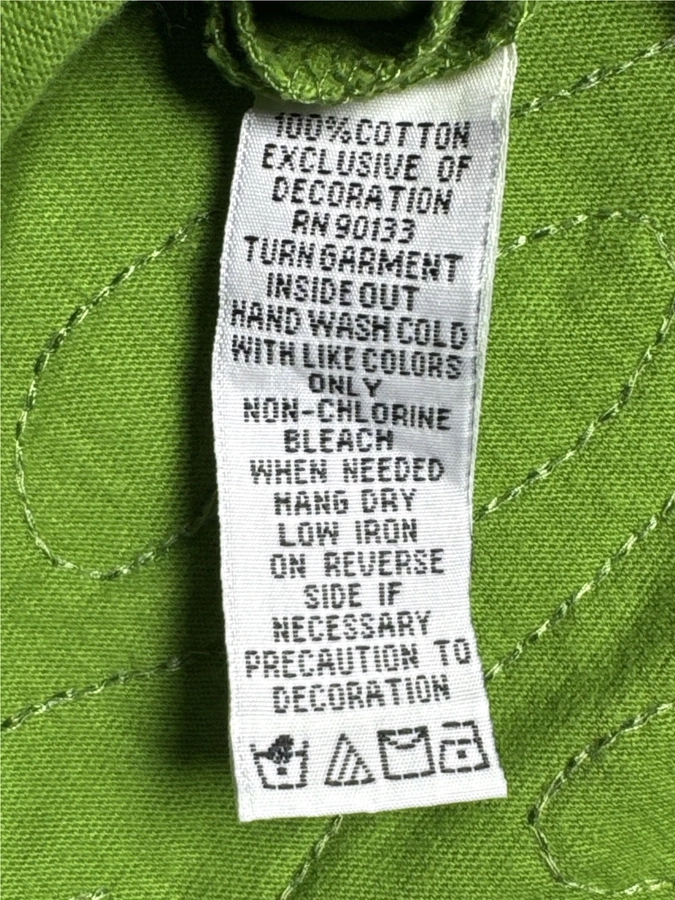 100% COTTON
EXCLUSIVE OF
DECORATION
RN 90133
TURN GARMENT
INSIDE OUT
HAND WASH COLD
WITH LIKE COLORS
ONLY
NON-CHLORINE
BLEACH
WHEN NEEDED
HANG DRY
LOW IRON
ON REVERSE
SIDE IF
NECESSARY
PRECAUTION TO
DECORATION